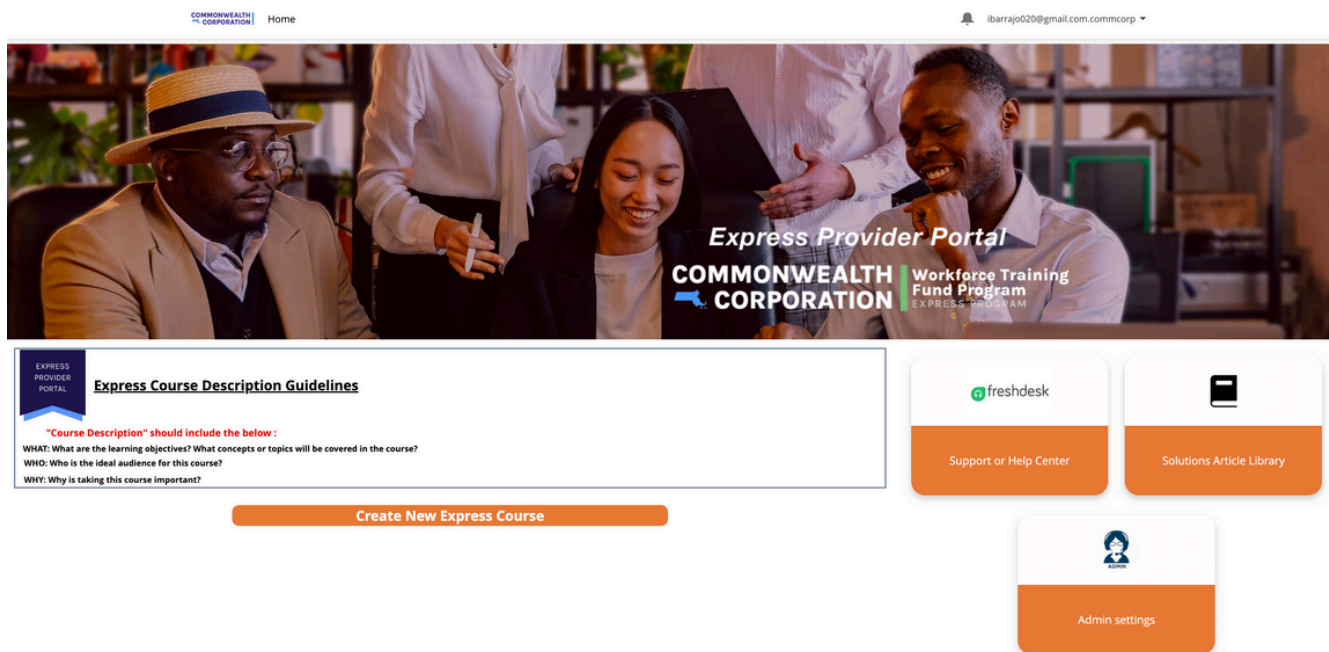 COMMONWEALTH
CORPORATION
Home
ibarrajo020@gmail.com.commcorp
Express Provider Portal
COMMONWEALTH
CORPORATION
Workforce Training
Fund Program
EXPRESS PROGRAM
EXPRESS
PROVIDER
PORTAL
Express Course Description Guidelines
"Course Description" should include the below :
WHAT: What are the learning objectives? What concepts or topics will be covered in the course?
WHO: Who is the ideal audience for this course?
WHY: Why is taking this course important?
Create New Express Course
freshdesk
Support or Help Center
Solutions Article Library
ADMIN
Admin settings